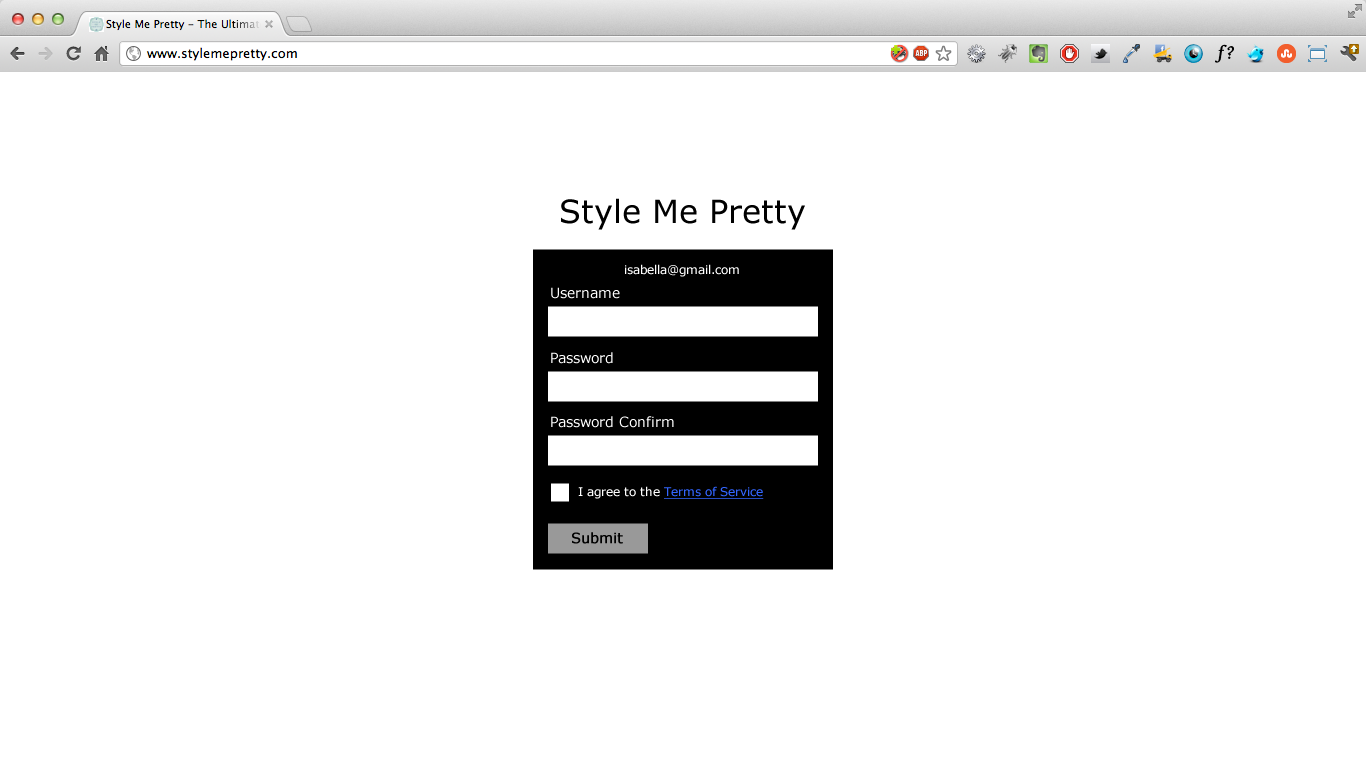 Style Me Pretty – The Ultimat
www.stylemepretty.com
ABP
f?
Style Me Pretty
isabella@gmail.com
Username
Password
Password Confirm
I agree to the Terms of Service
Submit